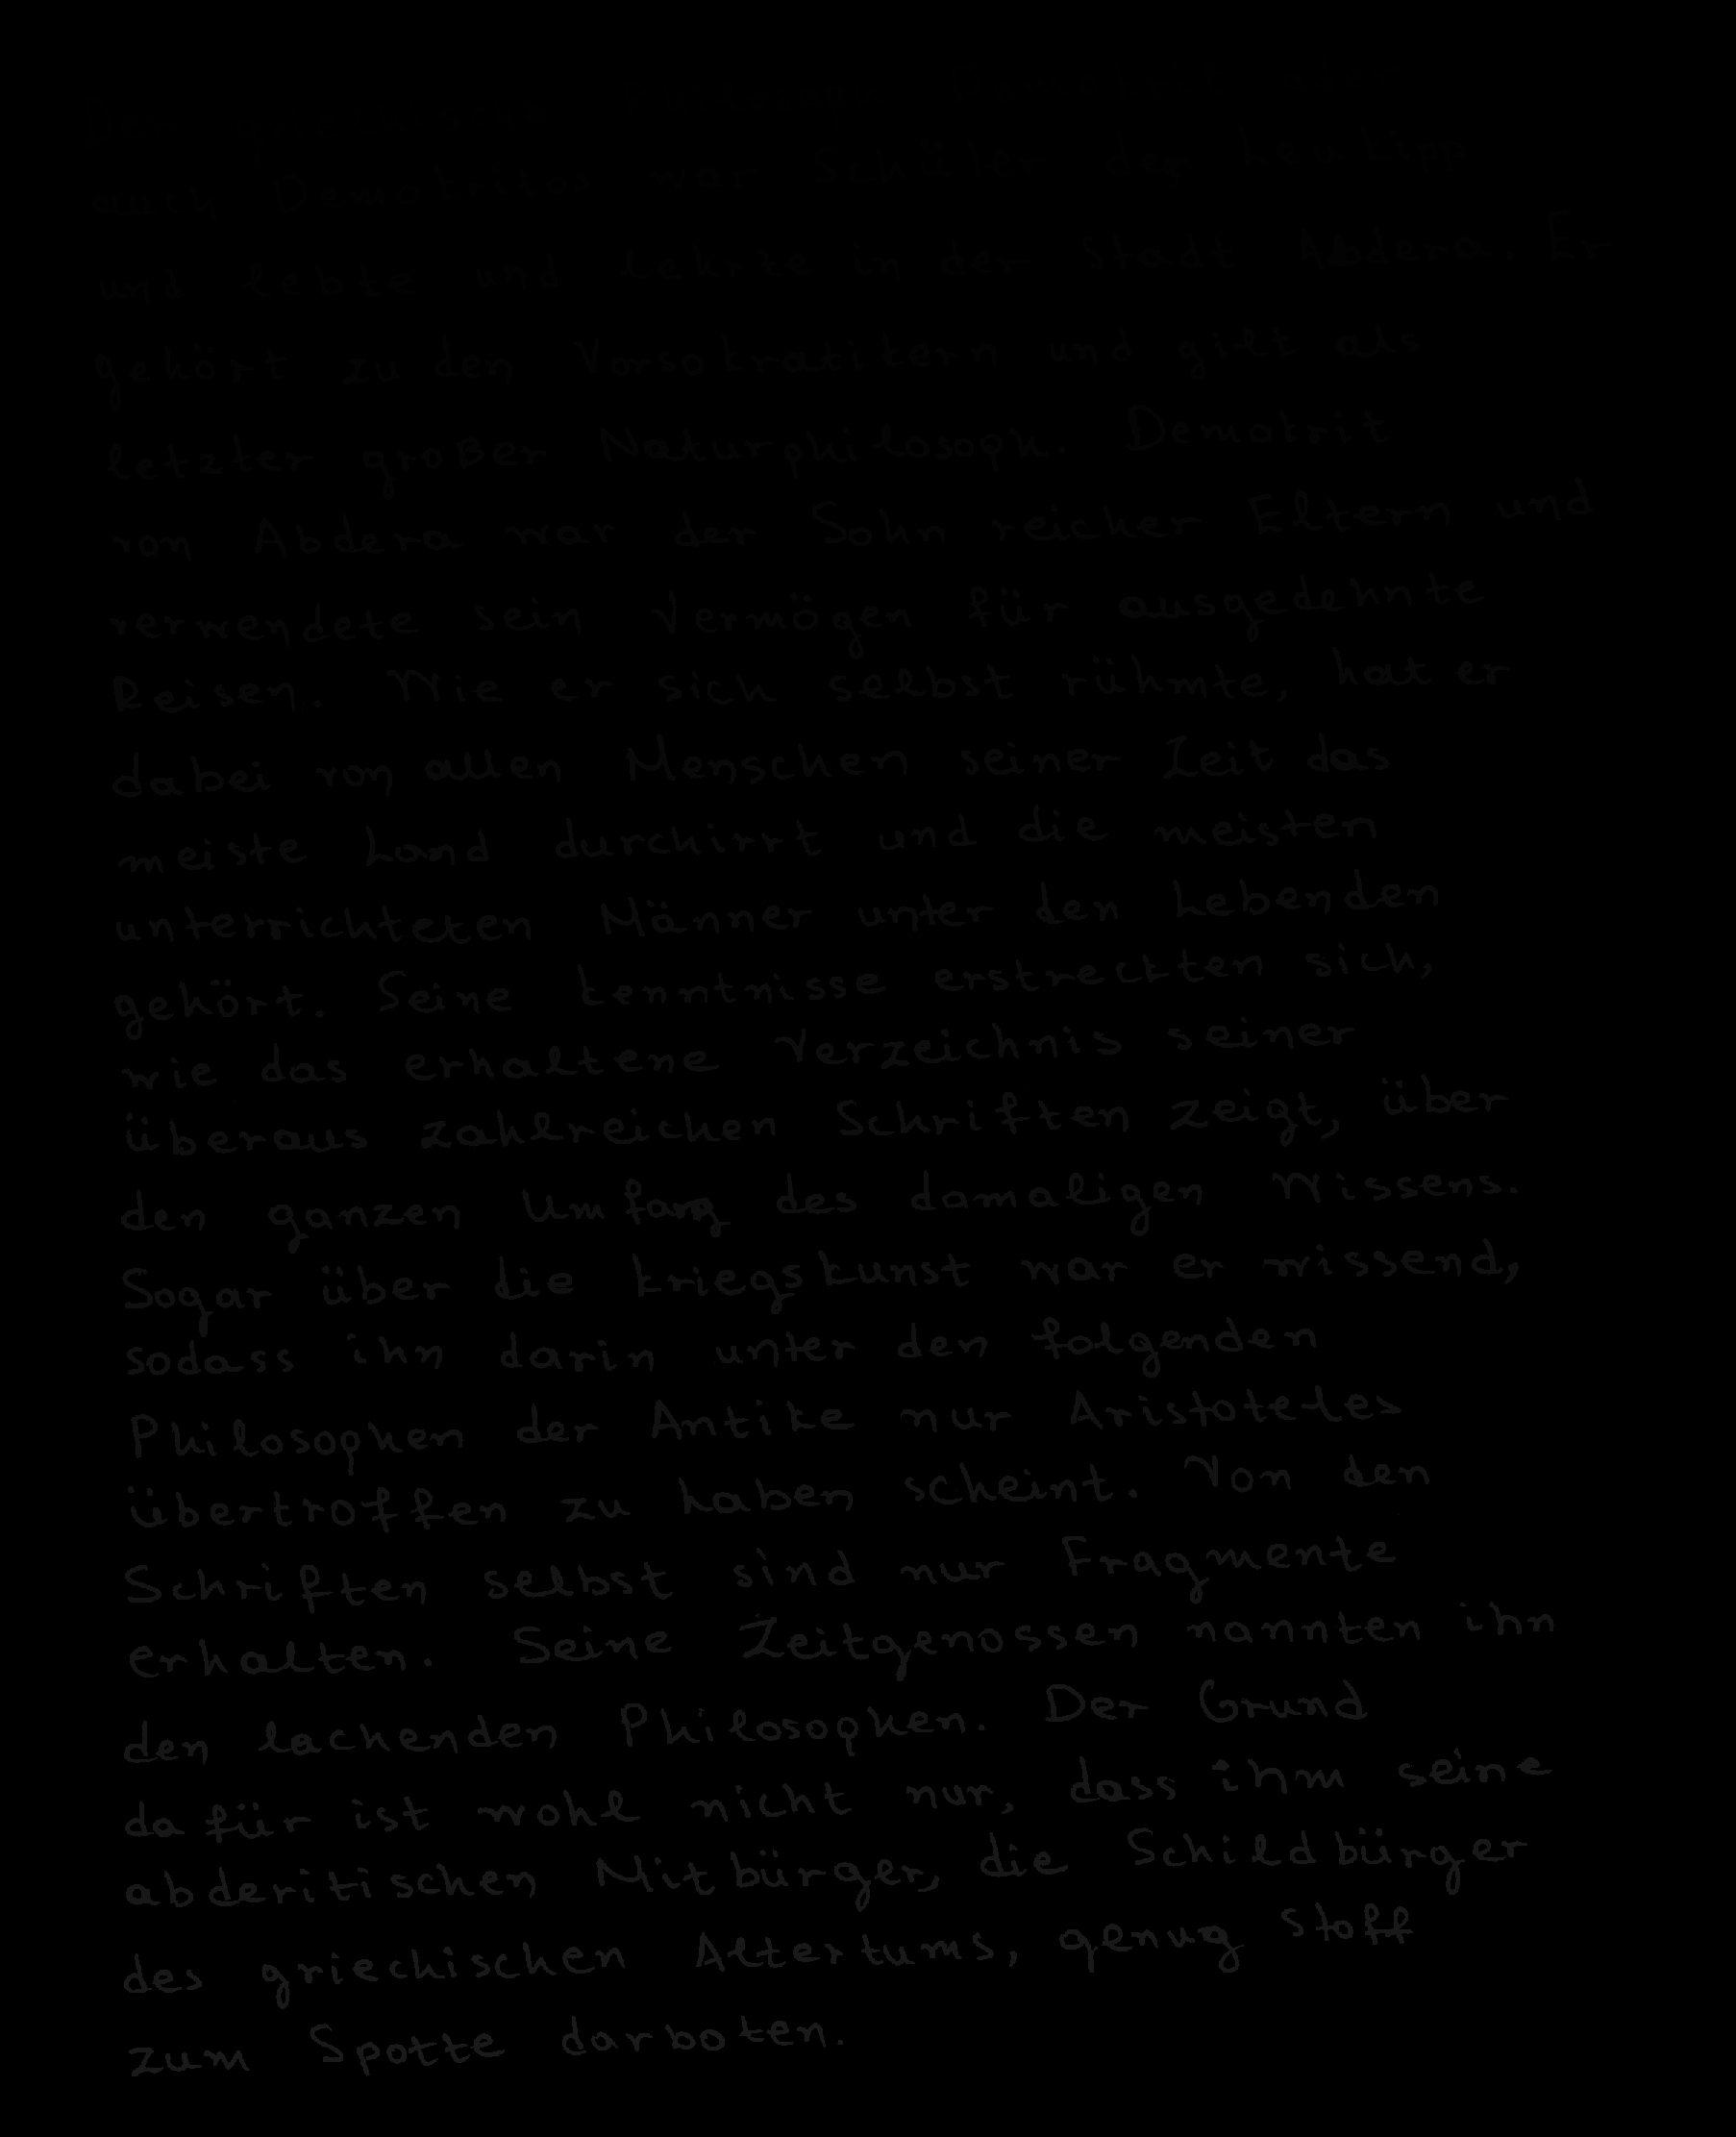 Der griechische Philosoph Demokrit oder
auch Demokritos war Schüler des Leukipp
und lebte und lehrte in der Stadt Abdera. Er
gehört zu den Vorsokratikern und gilt als
letzter großer Naturphilosoph. Demokrit
von Abdera war der Sohn reicher Eltern und
verwendete sein Vermögen für ausgedehnte
Reisen. Wie er sich selbst rühmte, hat er
dabei von allen Menschen seiner Zeit das
meiste Land durchirrt und die meisten
unterrichteten Männer unter den Lebenden
gehört. Seine Kenntnisse erstreckten sich,
wie das erhaltene Verzeichnis seiner
überaus zahlreichen Schriften zeigt, über
den ganzen Umfang des damaligen Wissens.
Sogar über die Kriegskunst war er wissend,
sodass ihn darin unter den folgenden
Philosophen der Antike nur Aristoteles
übertroffen zu haben scheint. Von den
Schriften selbst sind nur Fragmente
erhalten. Seine Zeitgenossen nannten ihn
den lachenden Philosophen. Der Grund
dafür ist wohl nicht nur, dass ihm seine
abderitischen Mitbürger, die Schildbürger
des griechischen Altertums, genug Stoff
zum Spotte darboten.